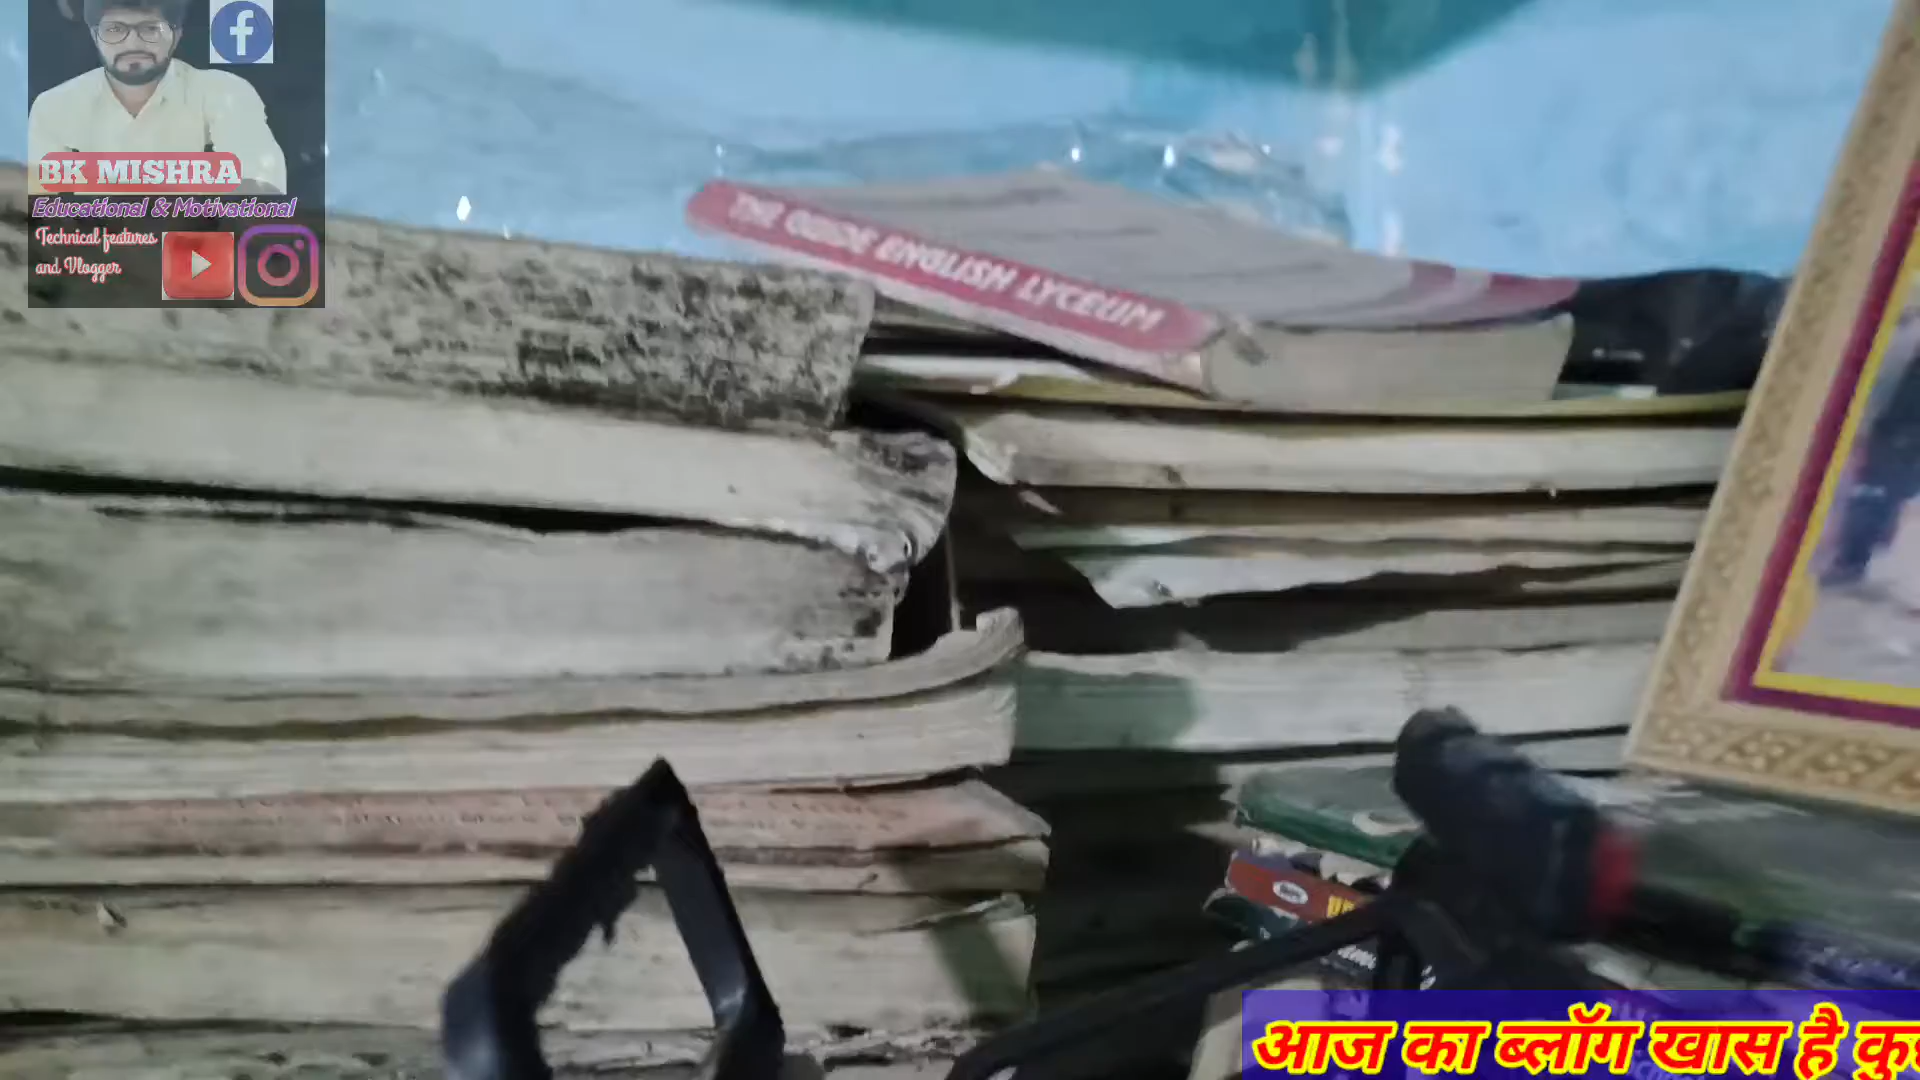 BK MISHRA
Educational & Motivational
Technical features
and Vlogger
THE GUIDE ENGLISH LYCEUM
आज का ब्लॉग खास है